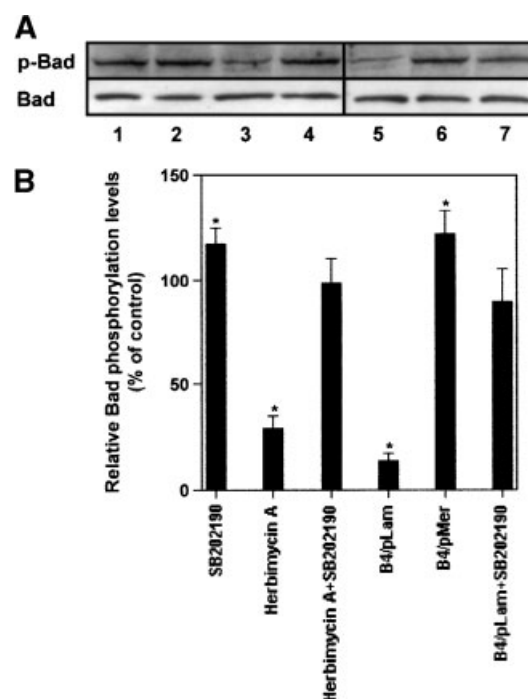 A
p-Bad
Bad
1 2 3 4 5 6 7
B
Relative Bad phosphorylation levels
(% of control)
150
100
50
0
* * * *
SB202190
Herbimycin A
Herbimycin A+SB202190
B4/pLam
B4/pMer
B4/pLam+SB202190